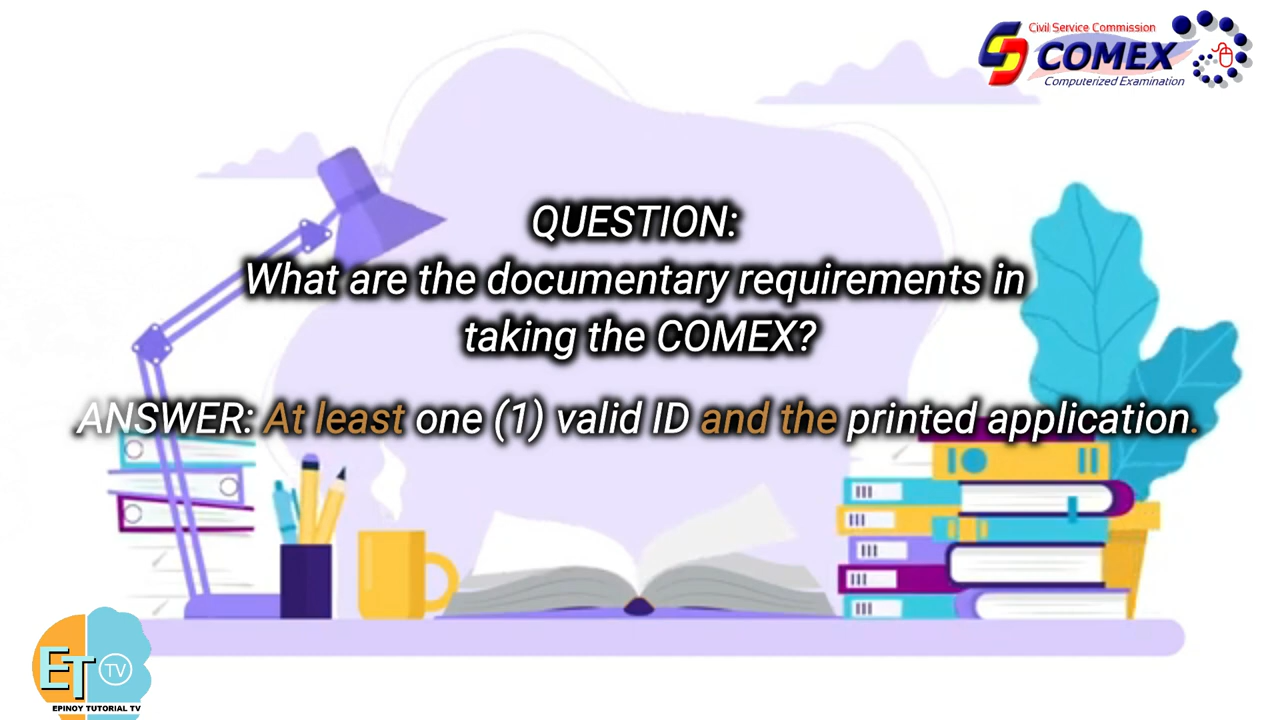 Civil Service Commission
COMEX
Computerized Examination
QUESTION:
What are the documentary requirements in
taking the COMEX?
ANSWER: At least one (1) valid ID and the printed application.
ET TV
EPINOY TUTORIAL TV